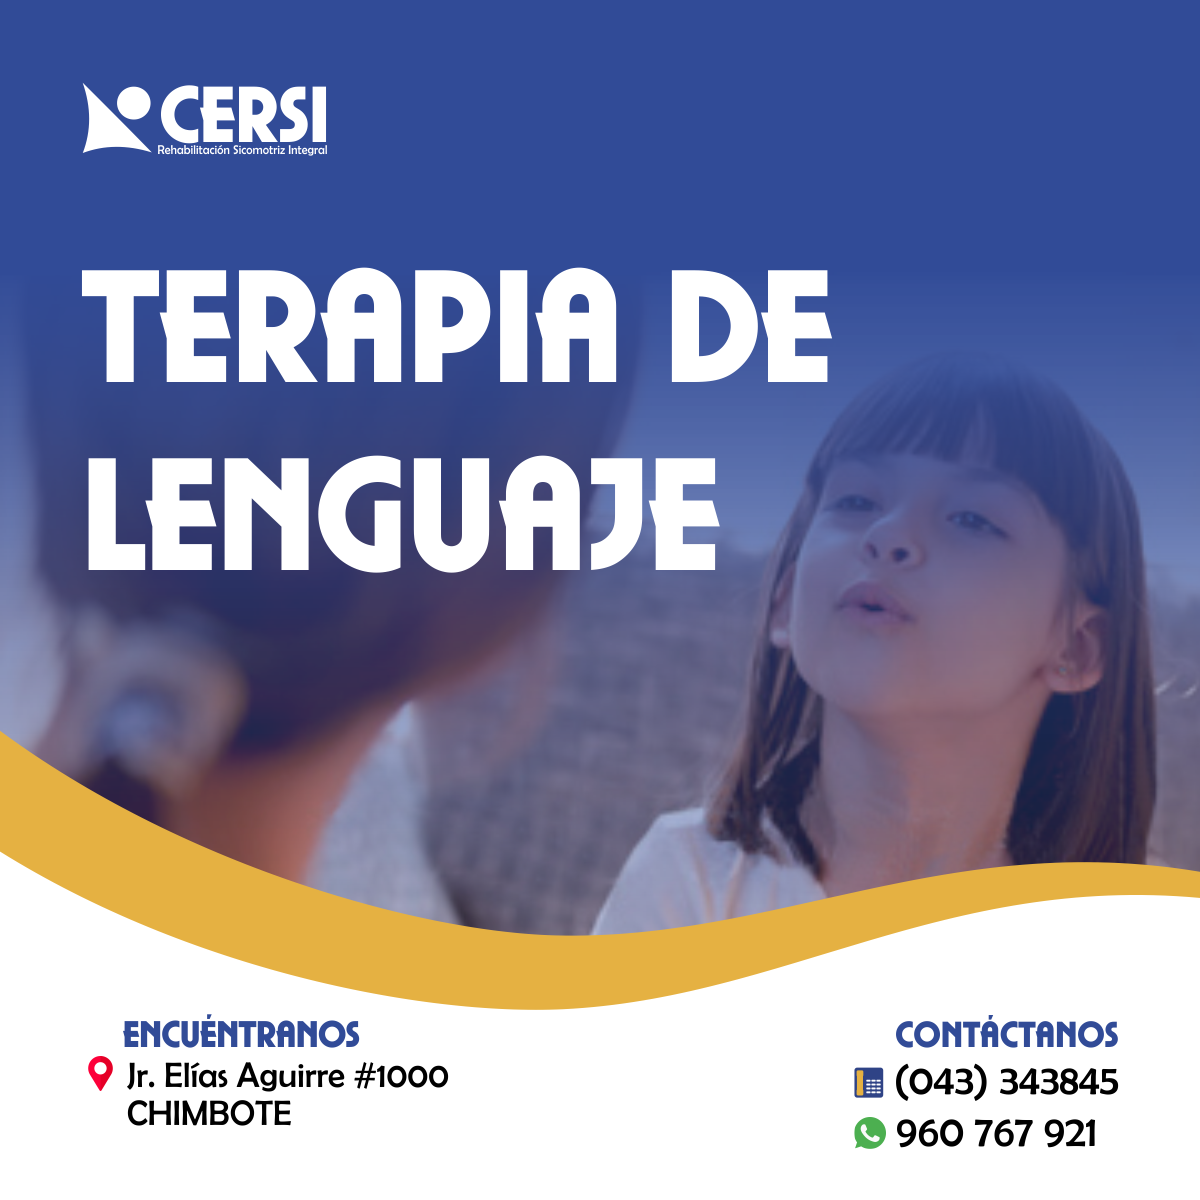 CERSI
Rehabilitación Sicomotriz Integral
TERAPIA DE
LENGUAJE
ENCUÉNTRANOS
Jr. Elías Aguirre #1000
CHIMBOTE
CONTÁCTANOS
(043) 343845
960 767 921